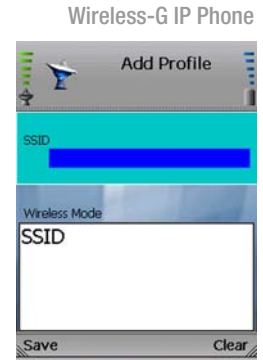 Wireless-G IP Phone
Add Profile
SSID
Wireless Mode
SSID
Save Clear